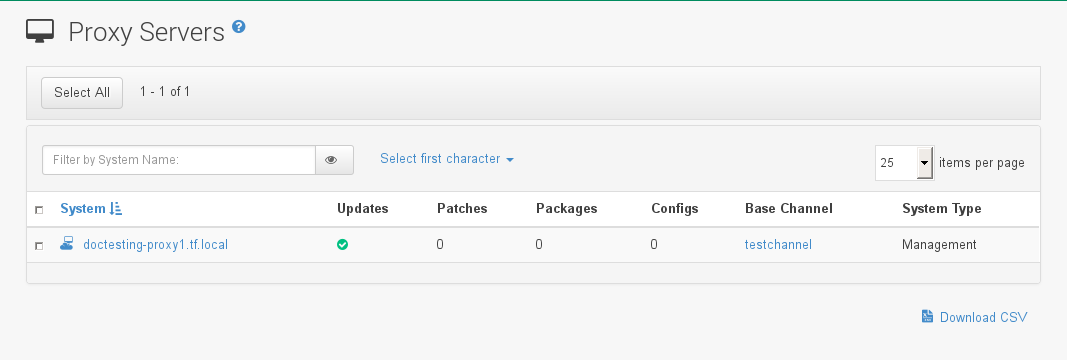 Proxy Servers ?
Select All 1 - 1 of 1
Filter by System Name: Select first character 25 items per page
System Updates Patches Packages Configs Base Channel System Type
doctesting-proxy1.tf.local 0 0 0 testchannel Management
Download CSV